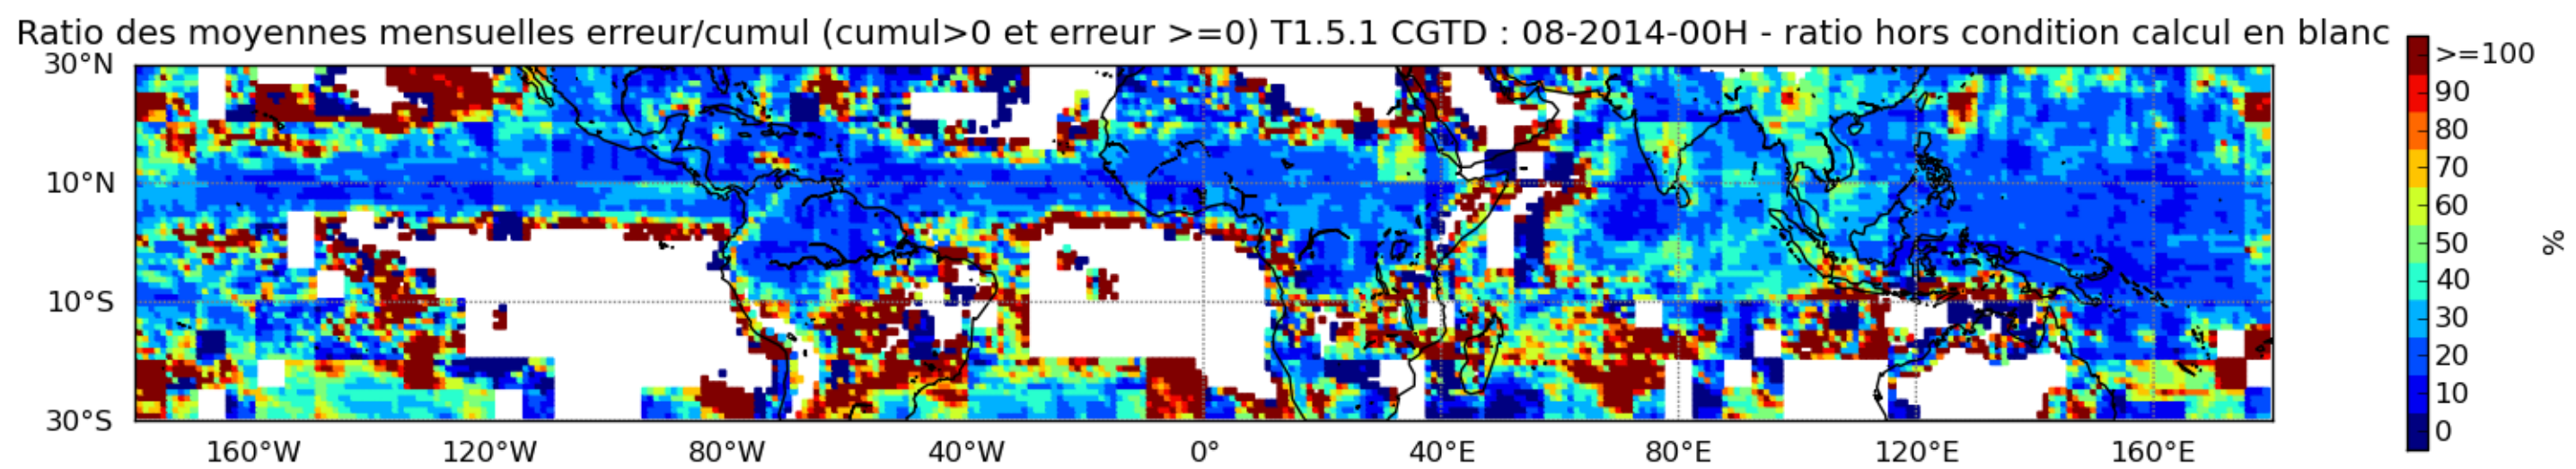 Ratio des moyennes mensuelles erreur/cumul (cumul>0 et erreur >=0) T1.5.1 CGTD : 08-2014-00H - ratio hors condition calcul en blanc
30°N
10°N
10°S
30°S
160°W 120°W 80°W 40°W 0° 40°E 80°E 120°E 160°E
>=100
90
80
70
60
50
40
30
20
10
0
%